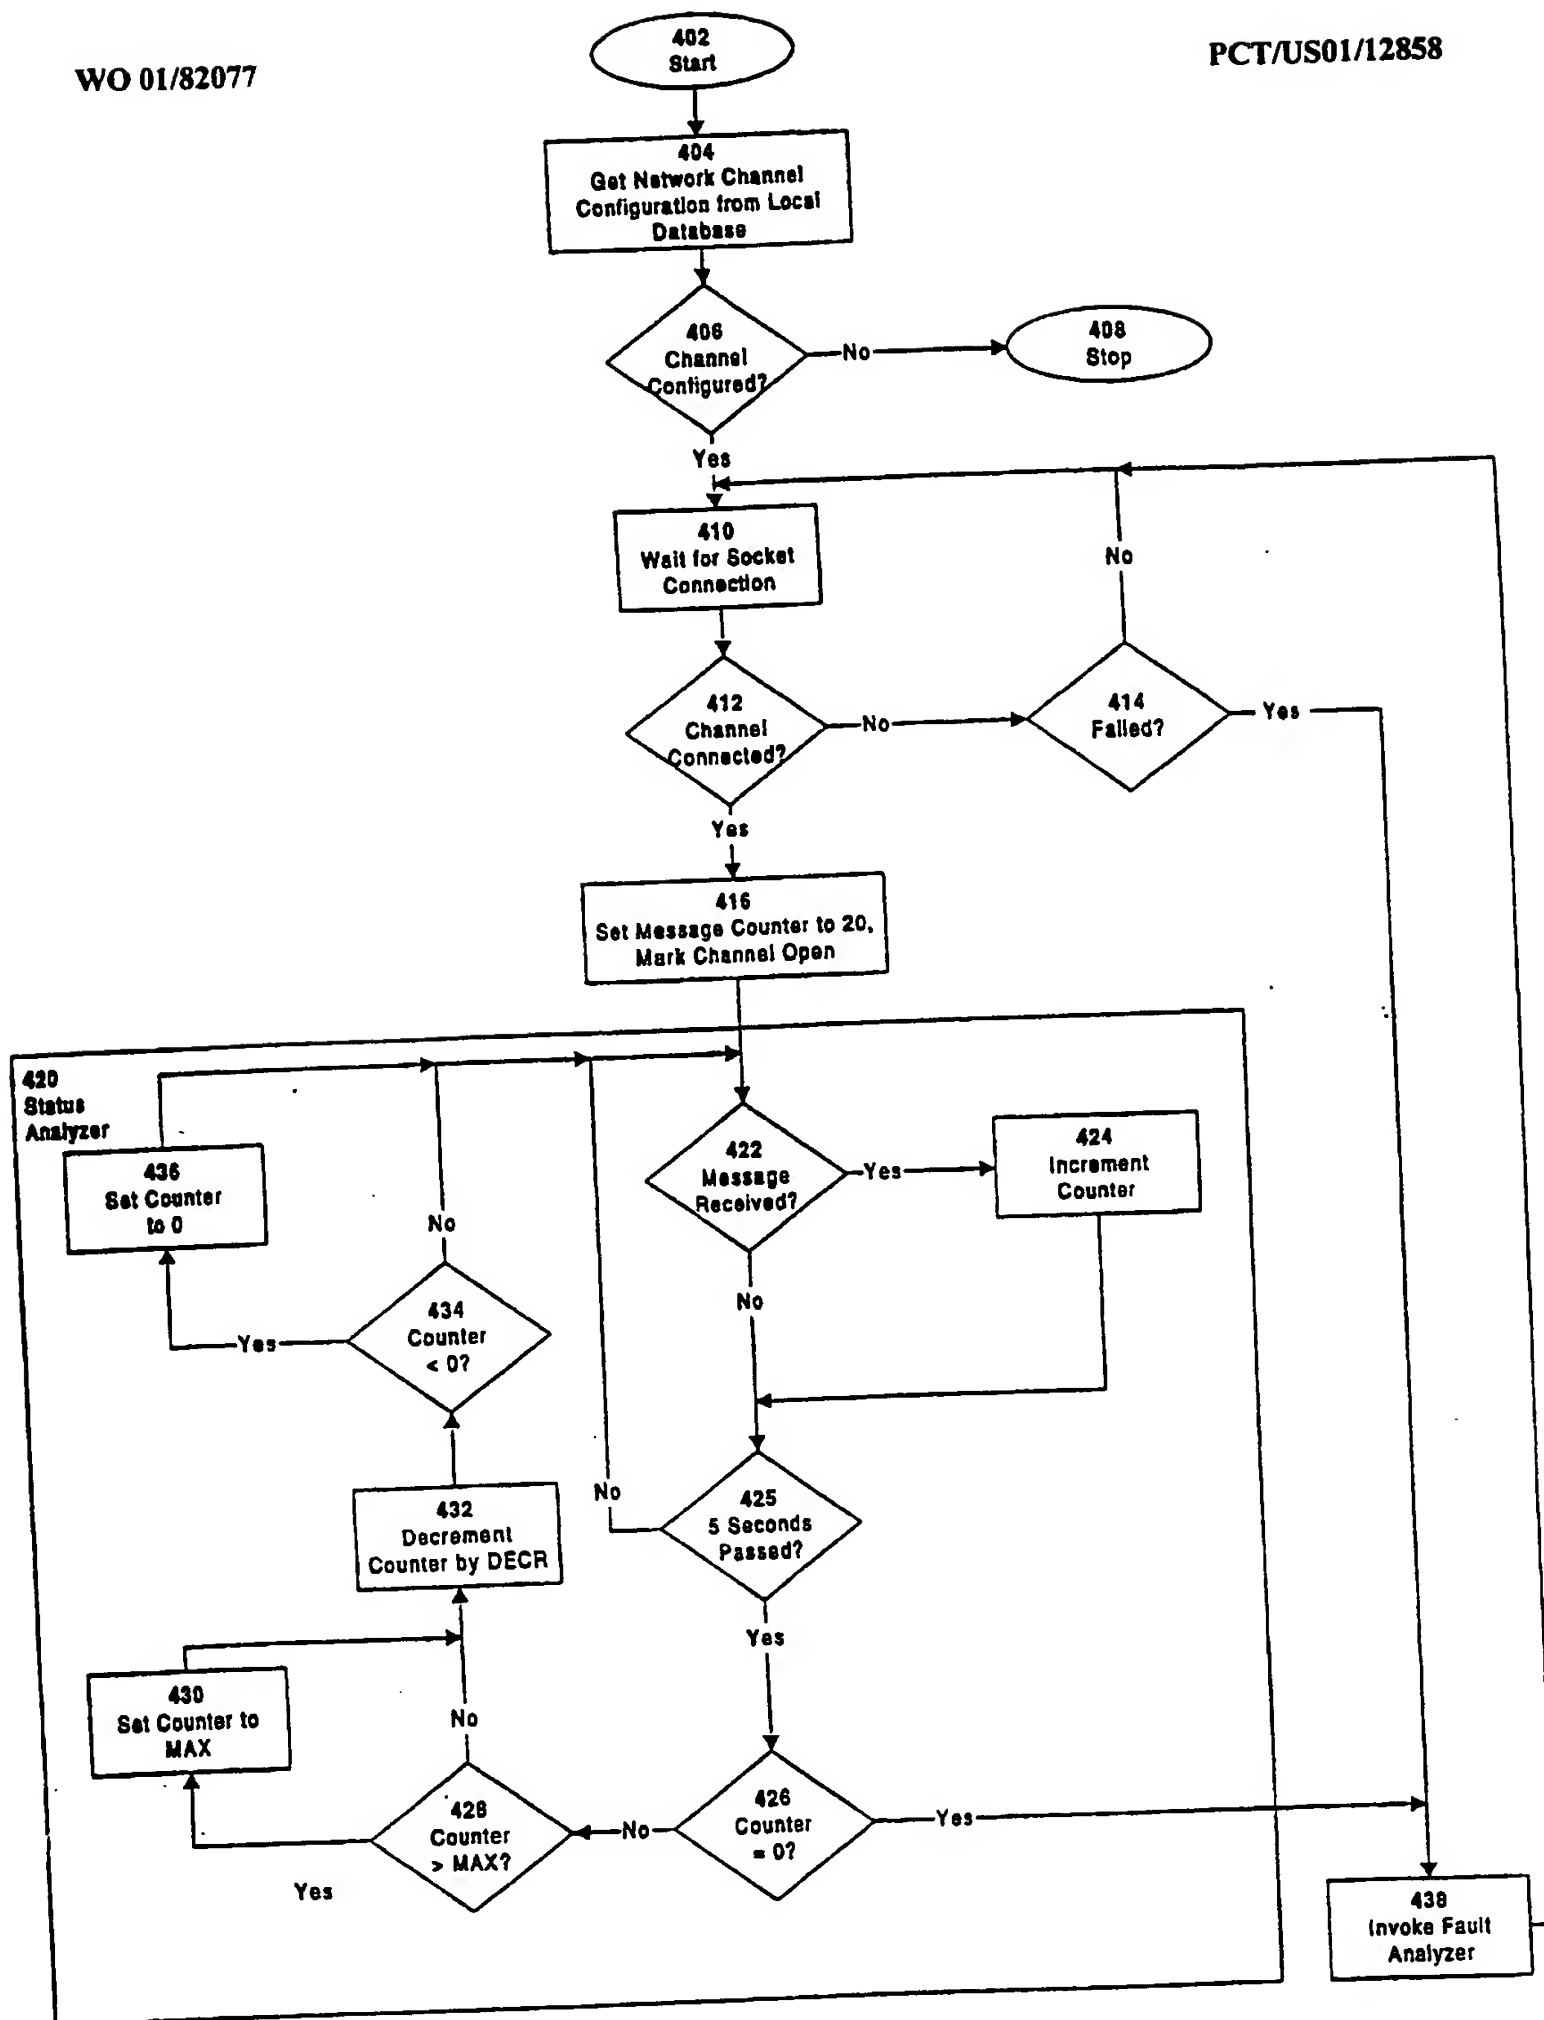 WO 01/82077
PCT/US01/12858
402
Start
404
Get Network Channel
Configuration from Local
Database
406
Channel
Configured?
No
408
Stop
Yes
410
Wait for Socket
Connection
No
412
Channel
Connected?
No
414
Failed?
Yes
Yes
416
Set Message Counter to 20,
Mark Channel Open
420
Status
Analyzer
436
Set Counter
to 0
No
422
Message
Received?
Yes
424
Increment
Counter
No
434
Counter
< 0?
Yes
No
425
5 Seconds
Passed?
432
Decrement
Counter by DECR
Yes
430
Set Counter to
MAX
No
428
Counter
> MAX?
Yes
No
426
Counter
= 0?
Yes
438
Invoke Fault
Analyzer